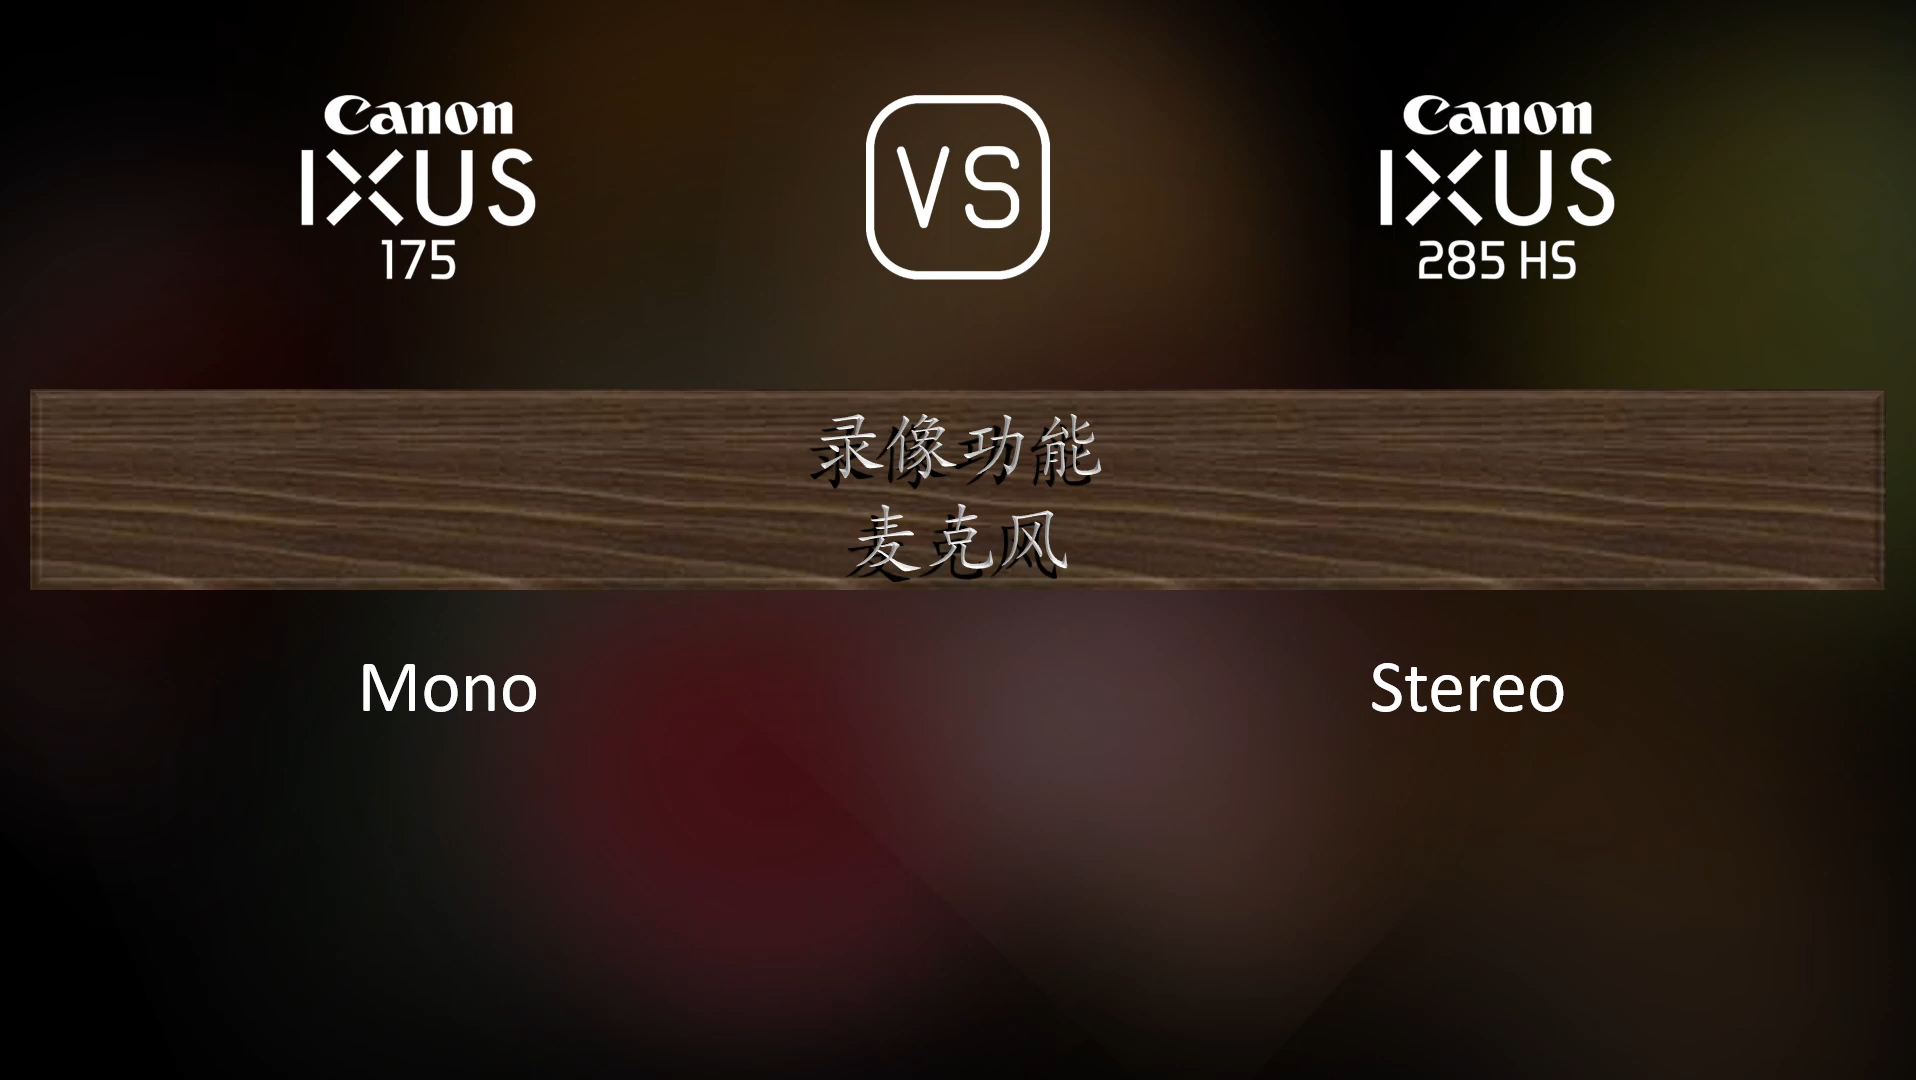 Canon
IXUS
175
VS
Canon
IXUS
285 HS
录像功能
麦克风
Mono
Stereo